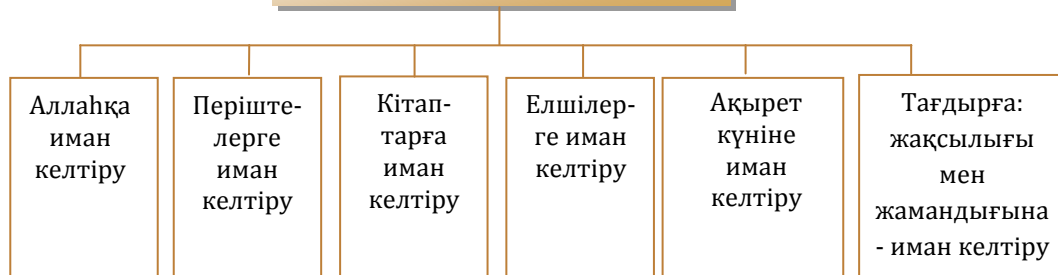 Аллаһқа
иман
келтіру
Періште-
лерге
иман
келтіру
Кітап-
тарға
иман
келтіру
Елшілер-
ге иман
келтіру
Ақырет
күніне
иман
келтіру
Тағдырға:
жақсылығы
мен
жамандығына
- иман келтіру